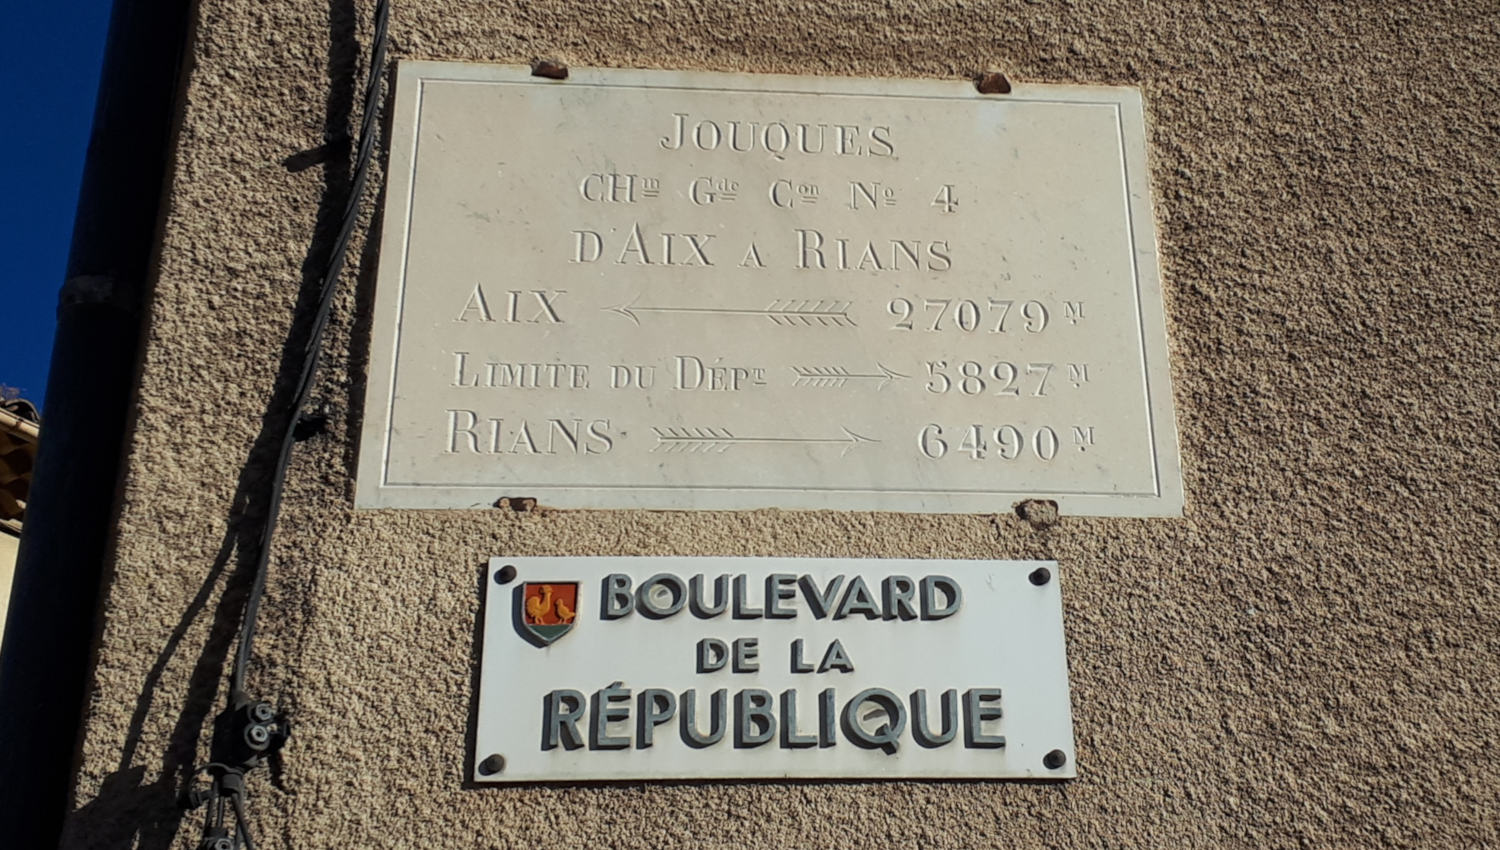 JOUQUES
CHm Gde Con No 4
D'AIX A RIANS
AIX 27079 M
LIMITE DU DÉPT 5827 M
RIANS 6490 M
BOULEVARD
DE LA
RÉPUBLIQUE